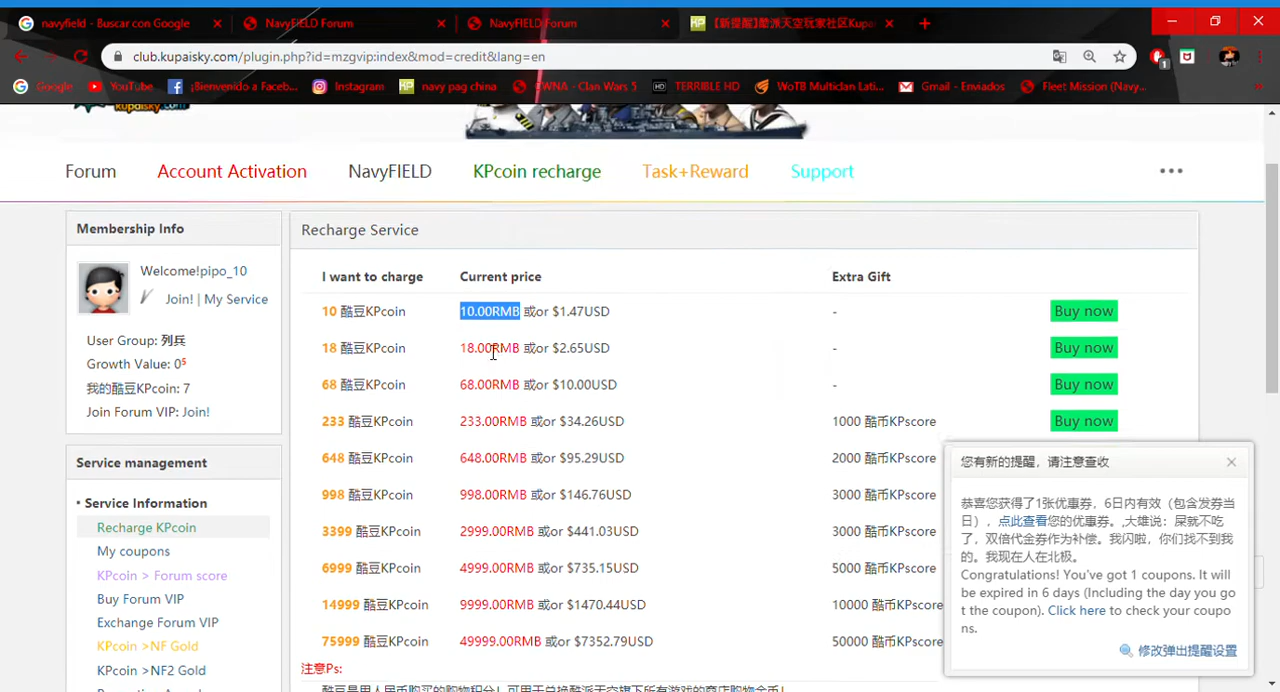 navyfield - Buscar con Google
NavyFIELD Forum
NavyFIELD Forum
【新提醒】酷派天空玩家社区Kupai
club.kupaisky.com/plugin.php?id=mzgvip:index&mod=credit&lang=en
Google YouTube ¡Bienvenido a Faceb... Instagram navy pag china CWNA - Clan Wars 5 TERRIBLE HD WoTB Multidan Lati... Gmail - Enviados Fleet Mission (Navy...
kupaisky.com
Forum Account Activation NavyFIELD KPcoin recharge Task+Reward Support
Membership Info
Welcome!pipo_10
Join! | My Service
User Group: 列兵
Growth Value: 0⁵
我的酷豆KPcoin: 7
Join Forum VIP: Join!
Service management
Service Information
Recharge KPcoin
My coupons
KPcoin > Forum score
Buy Forum VIP
Exchange Forum VIP
KPcoin >NF Gold
KPcoin >NF2 Gold
Recharge Service
I want to charge Current price Extra Gift
10 酷豆KPcoin 10.00RMB 或or $1.47USD - Buy now
18 酷豆KPcoin 18.00RMB 或or $2.65USD - Buy now
68 酷豆KPcoin 68.00RMB 或or $10.00USD - Buy now
233 酷豆KPcoin 233.00RMB 或or $34.26USD 1000 酷币KPscore Buy now
648 酷豆KPcoin 648.00RMB 或or $95.29USD 2000 酷币KPscore
998 酷豆KPcoin 998.00RMB 或or $146.76USD 3000 酷币KPscore
3399 酷豆KPcoin 2999.00RMB 或or $441.03USD 3000 酷币KPscore
6999 酷豆KPcoin 4999.00RMB 或or $735.15USD 5000 酷币KPscore
14999 酷豆KPcoin 9999.00RMB 或or $1470.44USD 10000 酷币KPscore
75999 酷豆KPcoin 49999.00RMB 或or $7352.79USD 50000 酷币KPscore
注意Ps:
您有新的提醒，请注意查收
恭喜您获得了1张优惠券，6日内有效（包含发券当
日），点此查看您的优惠券。,大雄说：屎就不吃
了，双倍代金券作为补偿。我闪啦，你们找不到我
的。我现在人在北极。
Congratulations! You've got 1 coupons. It will
be expired in 6 days (Including the day you go
t the coupon). Click here to check your coupo
ns.
修改弹出提醒设置